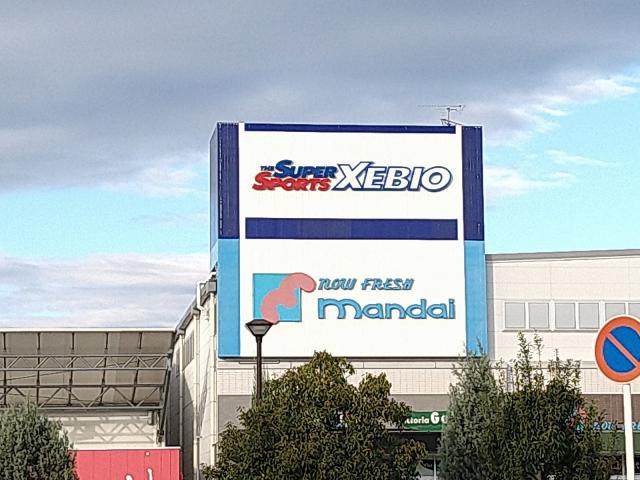 THE SUPER SPORTS XEBIO
NOW FRESH
mandai